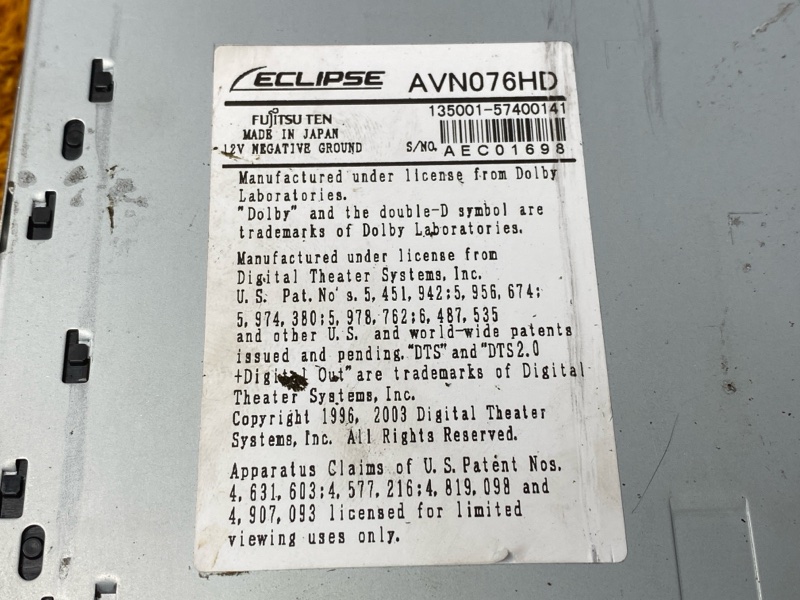 ECLIPSE AVN076HD
135001-57400141
FUJITSU TEN
MADE IN JAPAN
12V NEGATIVE GROUND
S/NO. AEC01698
Manufactured under license from Dolby
Laboratories.
"Dolby" and the double-D symbol are
trademarks of Dolby Laboratories.
Manufactured under license from
Digital Theater Systems, Inc.
U.S. Pat. No's. 5,451,942;5,956,674;
5,974,380;5,978,762;6,487,535
and other U.S. and world-wide patents
issued and pending. "DTS" and "DTS2.0
+Digital Out" are trademarks of Digital
Theater Systems, Inc.
Copyright 1996, 2003 Digital Theater
Systems, Inc. All Rights Reserved.
Apparatus Claims of U.S. Patent Nos.
4,631,603;4,577,216;4,819,098 and
4,907,093 licensed for limited
viewing uses only.